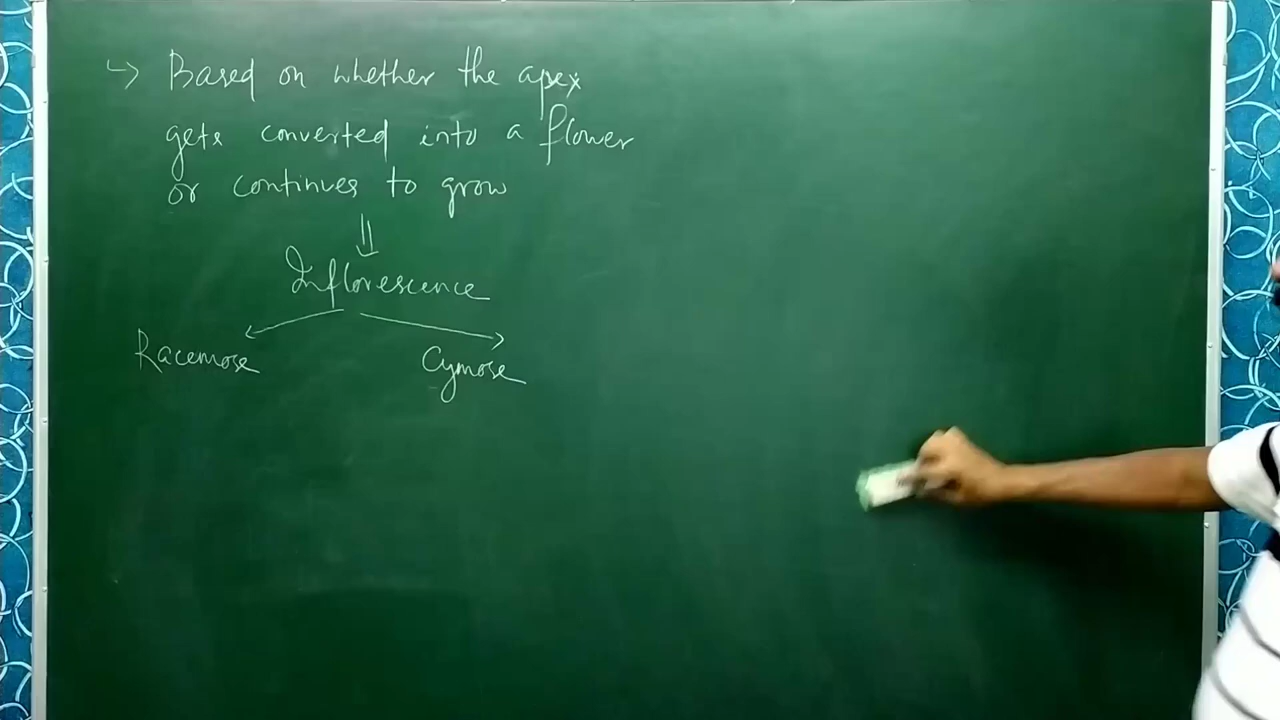 ↳ Based on whether the apex
gets converted into a flower
or continues to grow
⇓
Inflorescence
Racemose Cymose